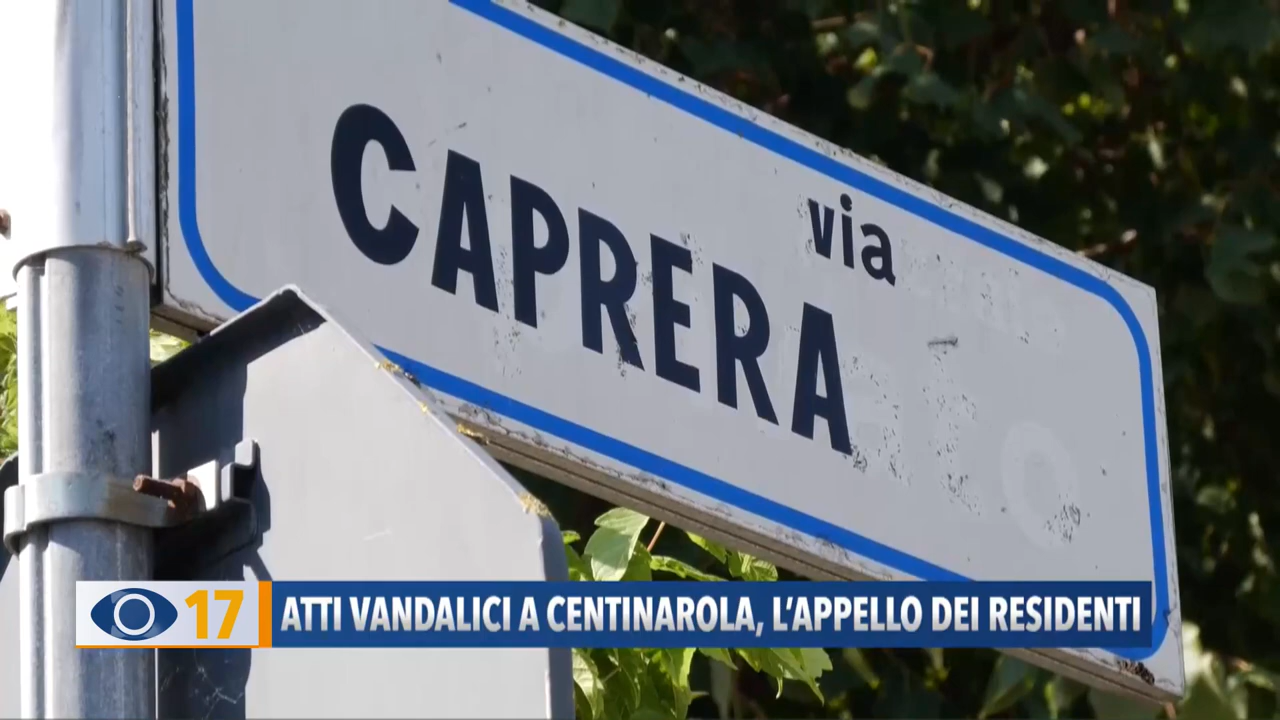 via
CAPRERA
17
ATTI VANDALICI A CENTINAROLA, L'APPELLO DEI RESIDENTI